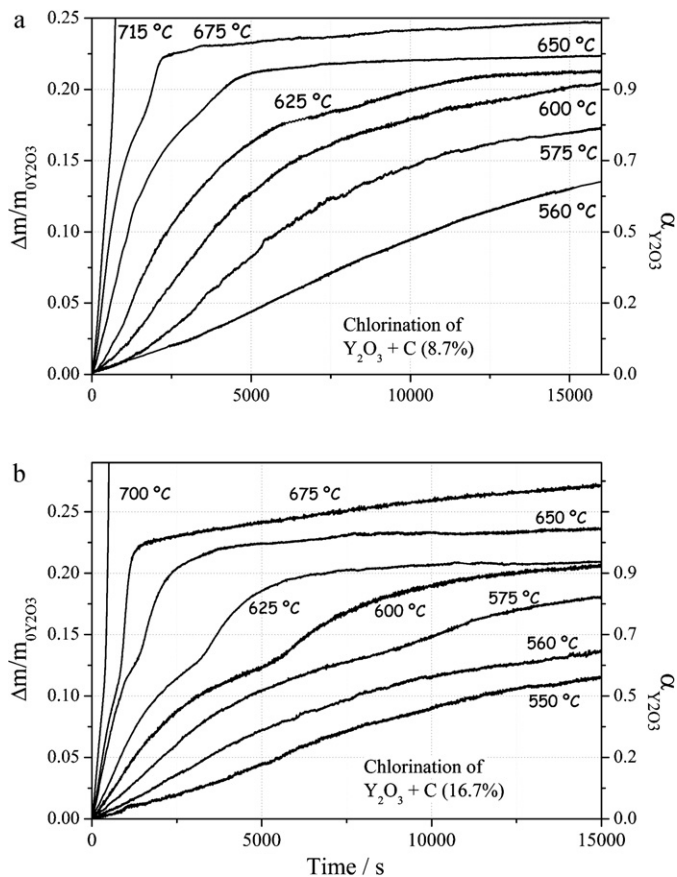 a
715 °C 675 °C
650 °C
625 °C
600 °C
575 °C
560 °C
Chlorination of
Y₂O₃ + C (8.7%)
Δm/m₀Y2O3
0.25
0.20
0.15
0.10
0.05
0.00
0.9
0.7
0.5
0.2
0.0
α Y2O3
0 5000 10000 15000
b
700 °C 675 °C
650 °C
625 °C 600 °C 575 °C
560 °C
550 °C
Chlorination of
Y₂O₃ + C (16.7%)
Δm/m₀Y2O3
0.25
0.20
0.15
0.10
0.05
0.00
0.9
0.7
0.5
0.2
0.0
α Y2O3
0 5000 10000 15000
Time / s